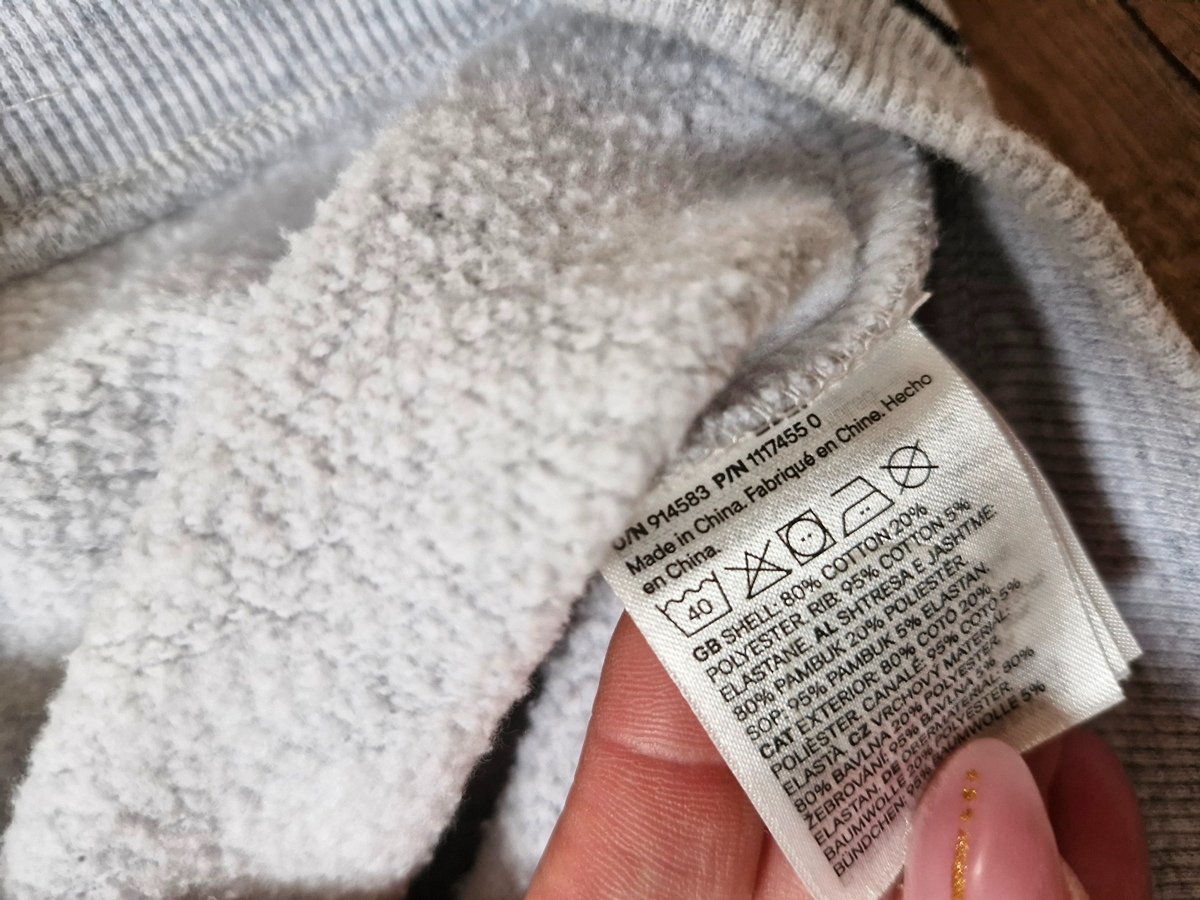 O/N 914583 P/N 1117455 0
Made in China. Fabriqué en Chine. Hecho
en China.
40
GB SHELL: 80% COTTON 20%
POLYESTER. RIB: 95% COTTON 5%
ELASTANE. AL SHTRESA E JASHTME:
80% PAMBUK 20% POLIESTËR.
SOP: 95% PAMBUK 5% ELASTAN.
CAT EXTERIOR: 80% COTÓ 20%
POLIÈSTER. CANALÉ: 95% COTÓ 5%
ELASTÀ. CZ VRCHOVÝ MATERIÁL:
80% BAVLNA 20% POLYESTER.
ŽEBROVÁNÍ: 95% BAVLNA 5%
ELASTAN. DE OBERMATERIAL: 80%
BAUMWOLLE 20% POLYESTER.
BÜNDCHEN: 95% BAUMWOLLE 5%